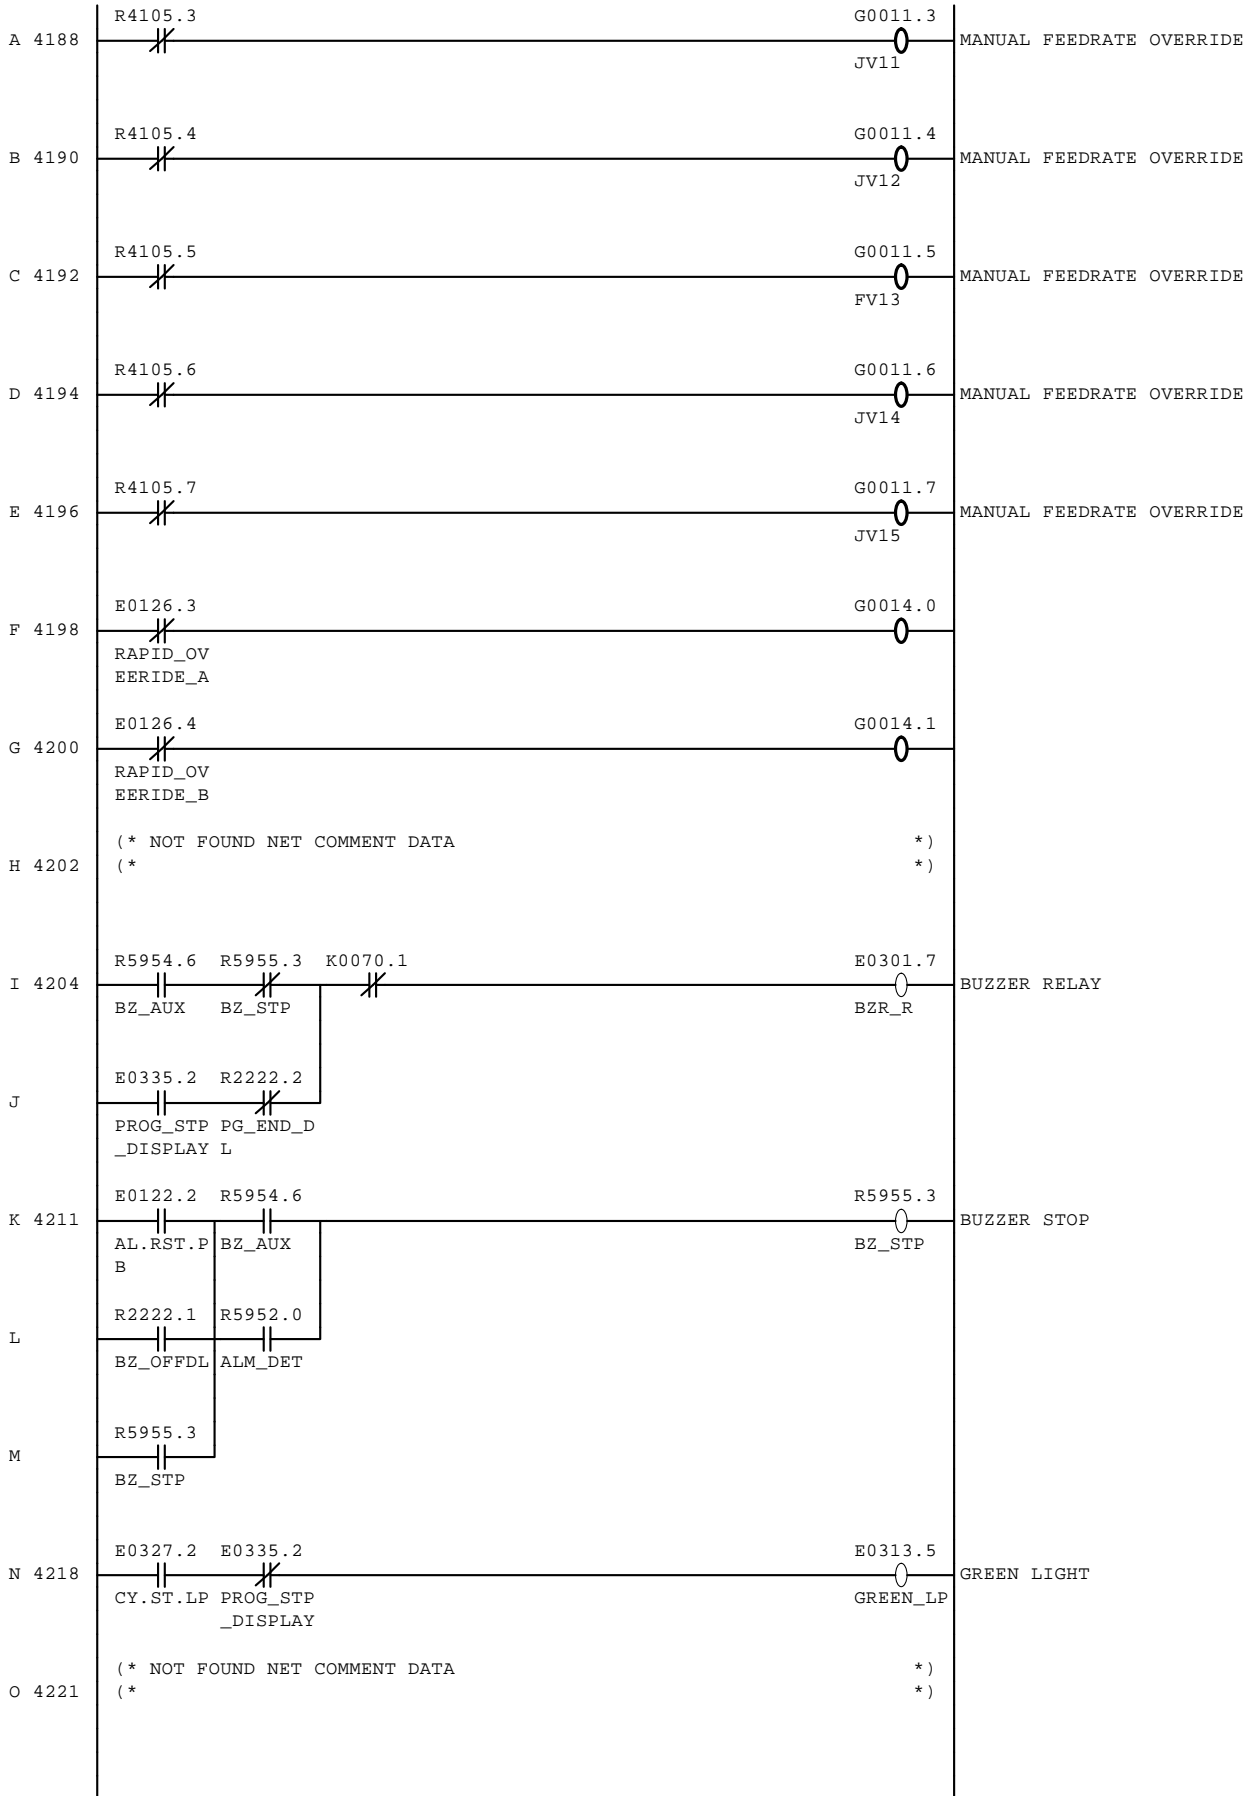 R4105.3 G0011.3
A 4188 MANUAL FEEDRATE OVERRIDE
JV11
R4105.4 G0011.4
B 4190 MANUAL FEEDRATE OVERRIDE
JV12
R4105.5 G0011.5
C 4192 MANUAL FEEDRATE OVERRIDE
FV13
R4105.6 G0011.6
D 4194 MANUAL FEEDRATE OVERRIDE
JV14
R4105.7 G0011.7
E 4196 MANUAL FEEDRATE OVERRIDE
JV15
E0126.3 G0014.0
F 4198
RAPID_OV
EERIDE_A
E0126.4 G0014.1
G 4200
RAPID_OV
EERIDE_B
(* NOT FOUND NET COMMENT DATA *)
H 4202 (* *)
R5954.6 R5955.3 K0070.1 E0301.7
I 4204 BUZZER RELAY
BZ_AUX BZ_STP BZR_R
E0335.2 R2222.2
J
PROG_STP PG_END_D
_DISPLAY L
E0122.2 R5954.6 R5955.3
K 4211 BUZZER STOP
AL.RST.P BZ_AUX BZ_STP
B
R2222.1 R5952.0
L
BZ_OFFDL ALM_DET
R5955.3
M
BZ_STP
E0327.2 E0335.2 E0313.5
N 4218 GREEN LIGHT
CY.ST.LP PROG_STP GREEN_LP
_DISPLAY
(* NOT FOUND NET COMMENT DATA *)
O 4221 (* *)